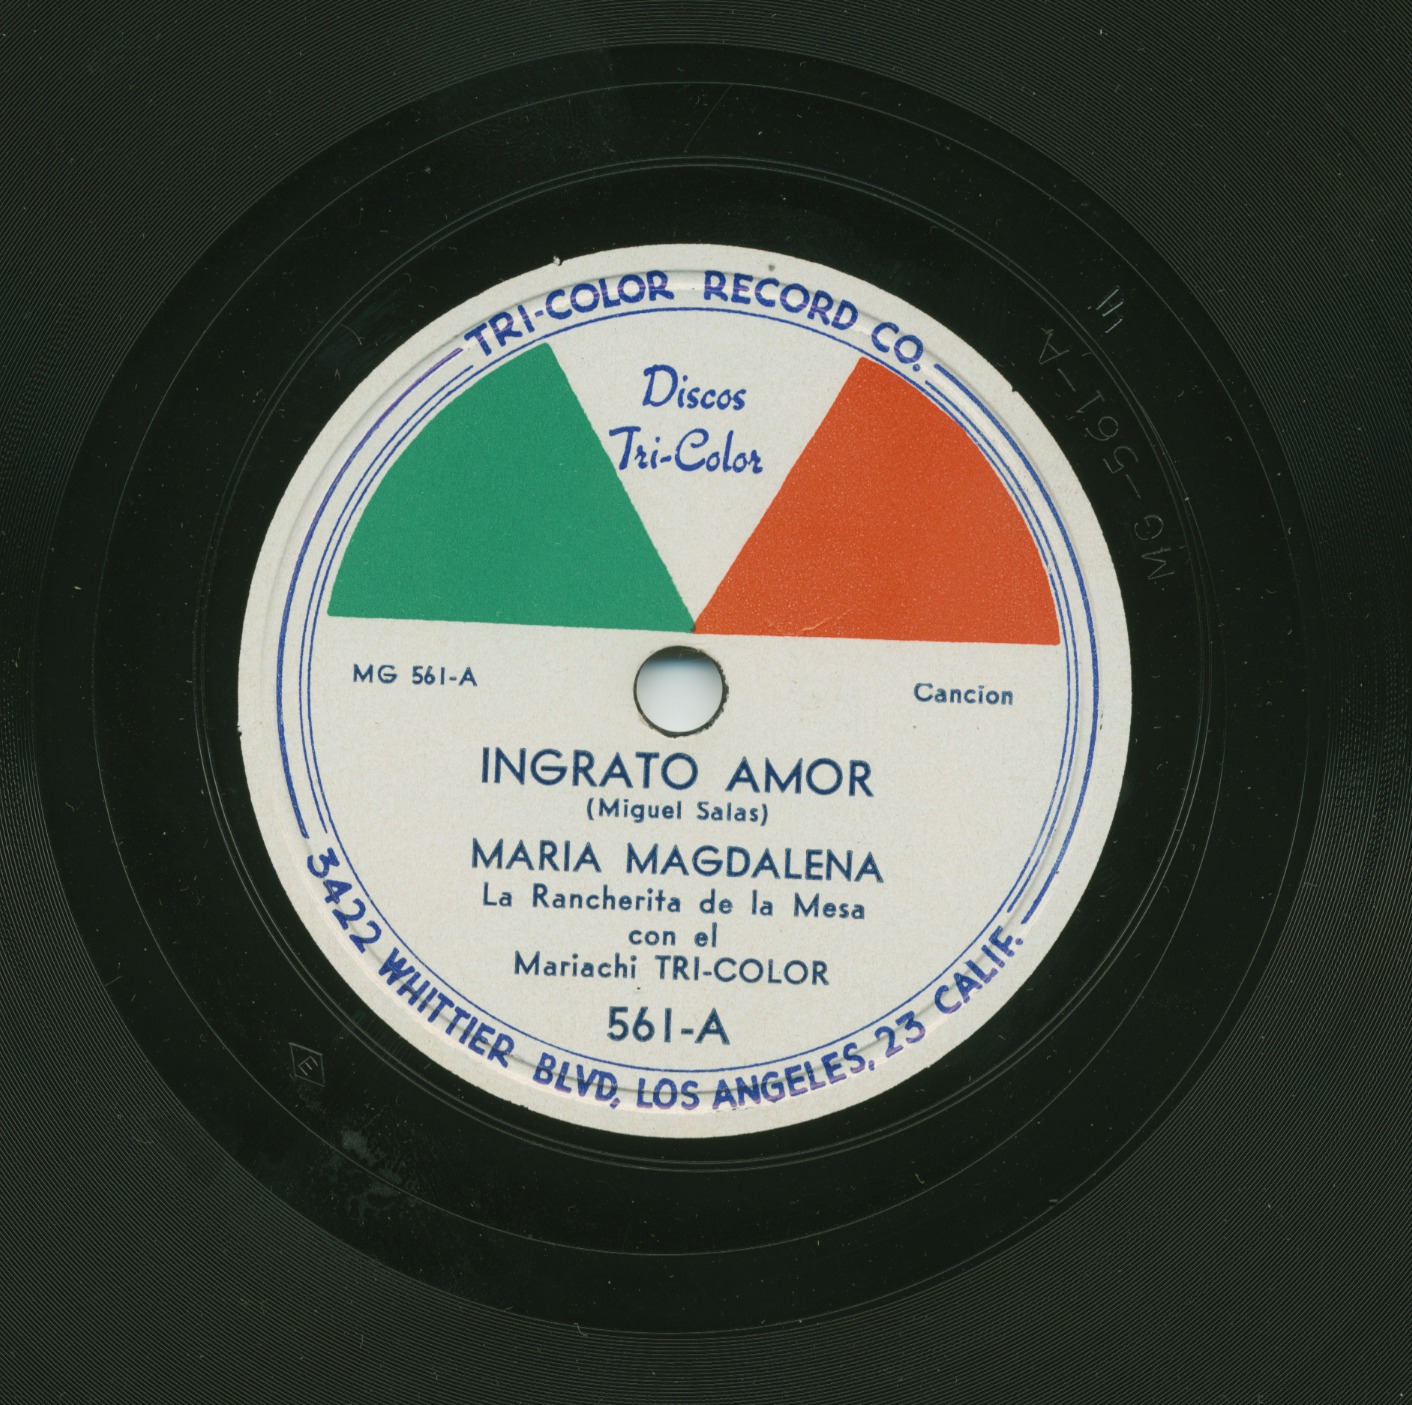 TRI-COLOR RECORD CO.
Discos
Tri-Color
MG 561-A
Cancion
INGRATO AMOR
(Miguel Salas)
MARIA MAGDALENA
La Rancherita de la Mesa
con el
Mariachi TRI-COLOR
561-A
3422 WHITTIER BLVD, LOS ANGELES, 23 CALIF.
MG-561-A
E